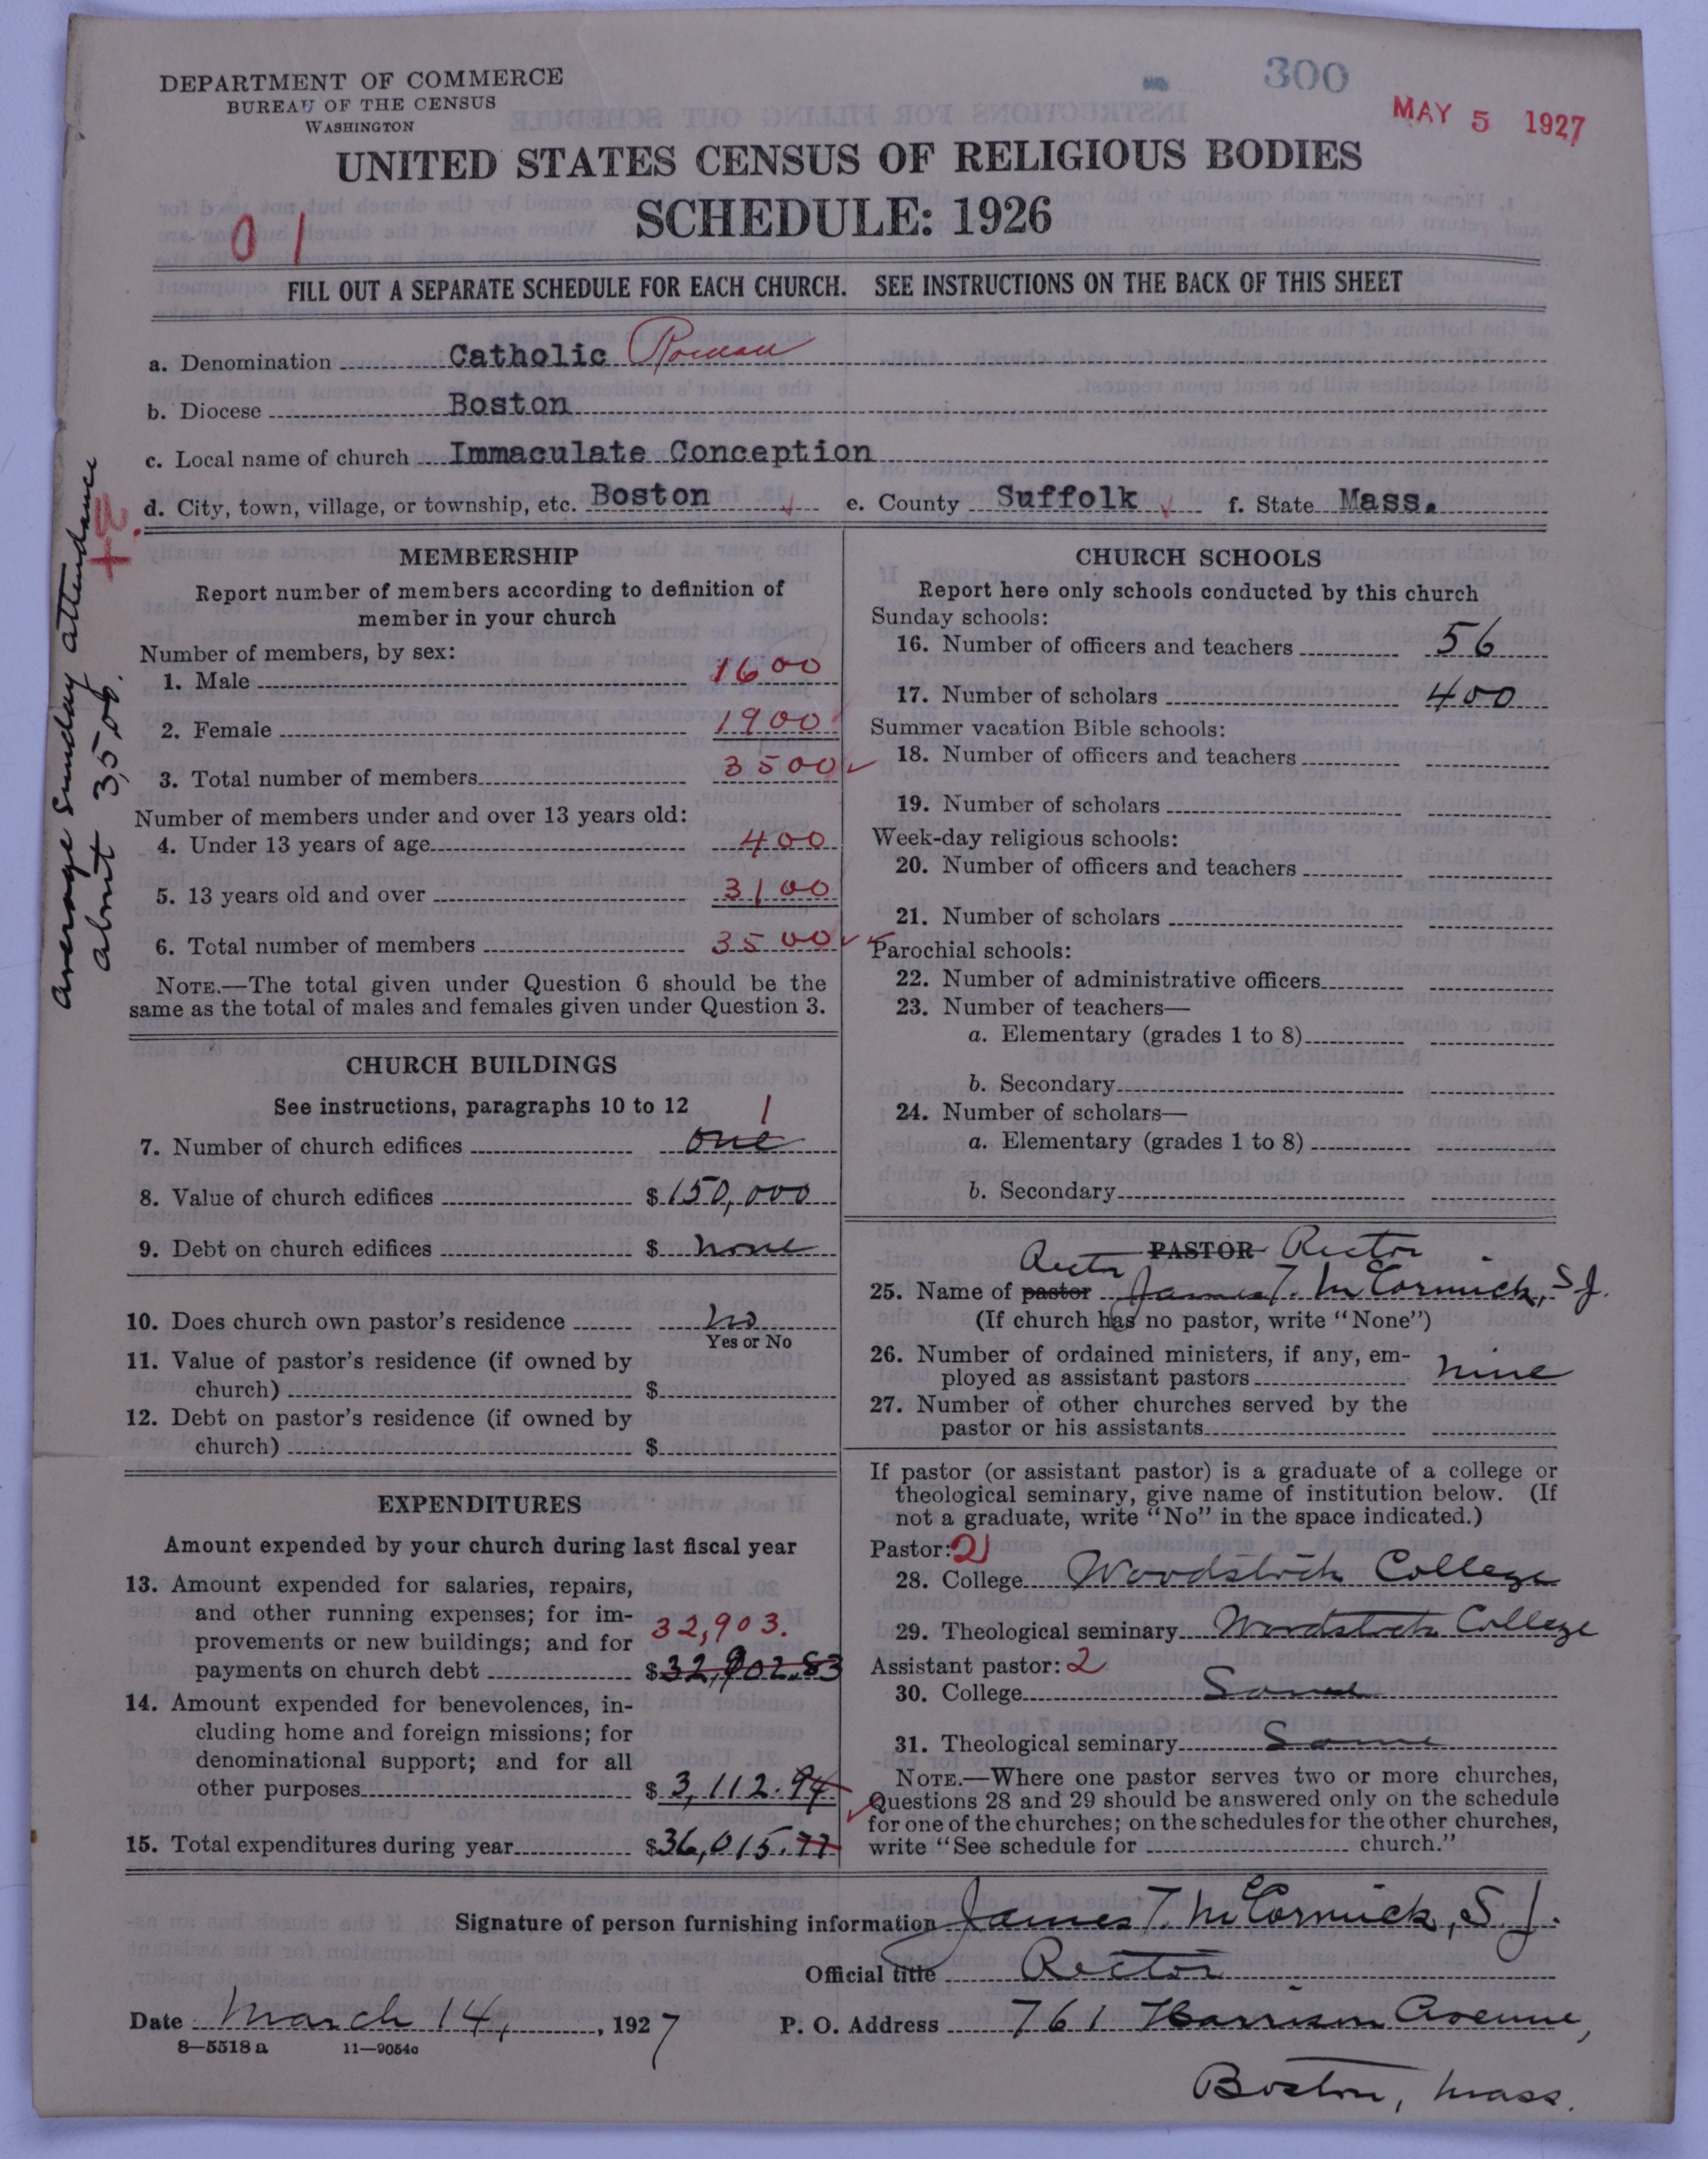 DEPARTMENT OF COMMERCE
BUREAU OF THE CENSUS
WASHINGTON
300
MAY 5 1927
UNITED STATES CENSUS OF RELIGIOUS BODIES
SCHEDULE: 1926
01
FILL OUT A SEPARATE SCHEDULE FOR EACH CHURCH. SEE INSTRUCTIONS ON THE BACK OF THIS SHEET
a. Denomination Catholic Roman
b. Diocese Boston
c. Local name of church Immaculate Conception
d. City, town, village, or township, etc. Boston e. County Suffolk f. State Mass.
Average Sunday attendance
about 3,500.
MEMBERSHIP
Report number of members according to definition of
member in your church
Number of members, by sex:
1. Male 1600
2. Female 1900
3. Total number of members 3500
Number of members under and over 13 years old:
4. Under 13 years of age 400
5. 13 years old and over 3100
6. Total number of members 3500
NOTE.—The total given under Question 6 should be the
same as the total of males and females given under Question 3.
CHURCH BUILDINGS
See instructions, paragraphs 10 to 12
1
7. Number of church edifices one
8. Value of church edifices $150,000
9. Debt on church edifices $ none
10. Does church own pastor's residence no
Yes or No
11. Value of pastor's residence (if owned by
church) $
12. Debt on pastor's residence (if owned by
church) $
EXPENDITURES
Amount expended by your church during last fiscal year
13. Amount expended for salaries, repairs,
and other running expenses; for im-
provements or new buildings; and for 32,903.
payments on church debt $32,902.83
14. Amount expended for benevolences, in-
cluding home and foreign missions; for
denominational support; and for all
other purposes $3,112.94
15. Total expenditures during year $36,015.77
CHURCH SCHOOLS
Report here only schools conducted by this church
Sunday schools:
16. Number of officers and teachers 56
17. Number of scholars 400
Summer vacation Bible schools:
18. Number of officers and teachers
19. Number of scholars
Week-day religious schools:
20. Number of officers and teachers
21. Number of scholars
Parochial schools:
22. Number of administrative officers
23. Number of teachers—
a. Elementary (grades 1 to 8)
b. Secondary
24. Number of scholars—
a. Elementary (grades 1 to 8)
b. Secondary
PASTOR Rector
Rector
25. Name of pastor James T. McCormick, S.J.
(If church has no pastor, write "None")
26. Number of ordained ministers, if any, em-
ployed as assistant pastors nine
27. Number of other churches served by the
pastor or his assistants
If pastor (or assistant pastor) is a graduate of a college or
theological seminary, give name of institution below. (If
not a graduate, write "No" in the space indicated.)
Pastor: 2
28. College Woodstock College
29. Theological seminary Woodstock College
Assistant pastor: 2
30. College Same
31. Theological seminary Same
NOTE.—Where one pastor serves two or more churches,
Questions 28 and 29 should be answered only on the schedule
for one of the churches; on the schedules for the other churches,
write "See schedule for church."
Signature of person furnishing information James T. McCormick, S.J.
Official title Rector
Date March 14, 1927 P. O. Address 761 Harrison Avenue,
8—5518a 11—9054c
Boston, Mass.